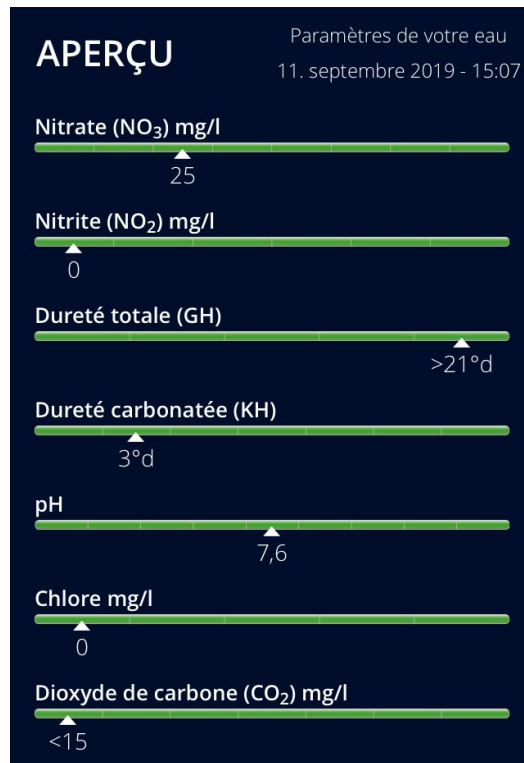 APERÇU
Paramètres de votre eau
11. septembre 2019 - 15:07
Nitrate (NO₃) mg/l
25
Nitrite (NO₂) mg/l
0
Dureté totale (GH)
>21°d
Dureté carbonatée (KH)
3°d
pH
7,6
Chlore mg/l
0
Dioxyde de carbone (CO₂) mg/l
<15